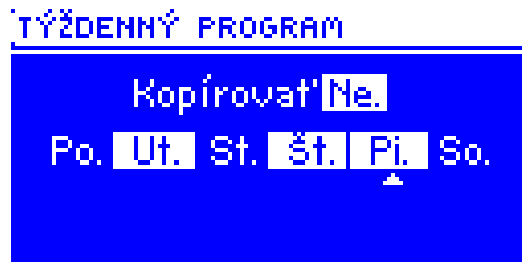 TÝŽDENNÝ PROGRAM
Kopírovať Ne.
Po. Ut. St. Št. Pi. So.